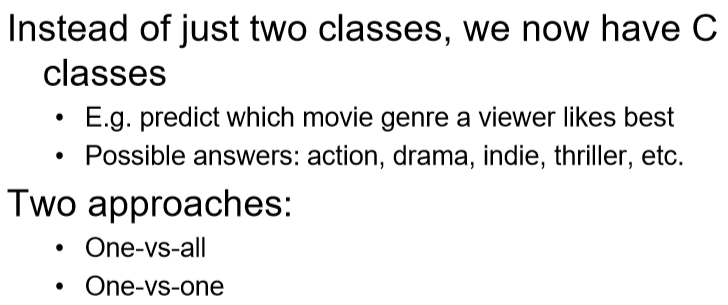 Instead of just two classes, we now have C
classes
• E.g. predict which movie genre a viewer likes best
• Possible answers: action, drama, indie, thriller, etc.
Two approaches:
• One-vs-all
• One-vs-one